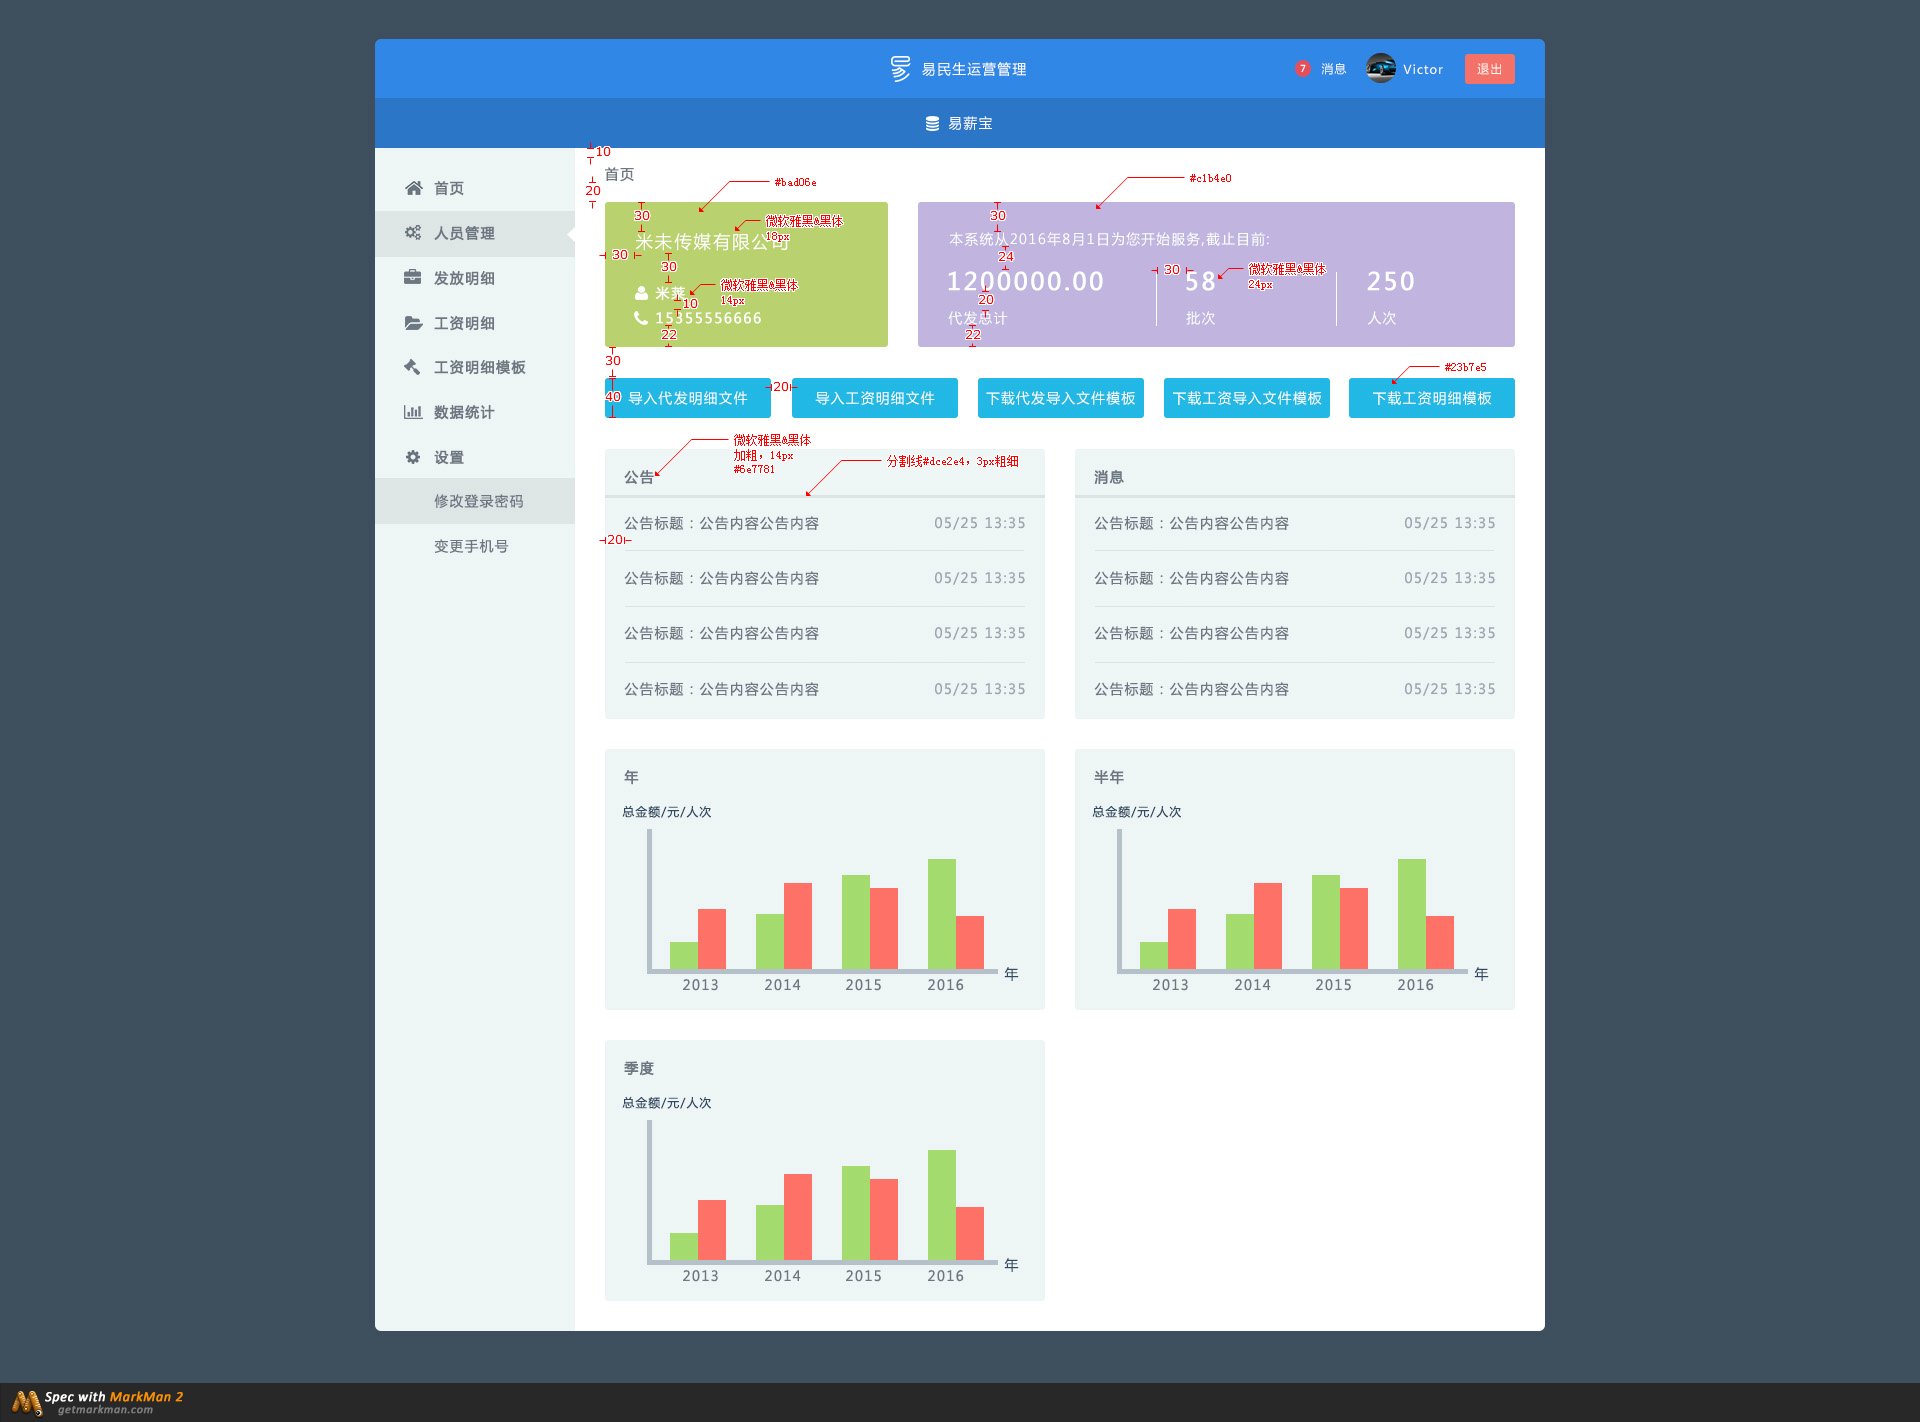 易民生运营管理
7 消息 Victor 退出
易薪宝
首页
人员管理
发放明细
工资明细
工资明细模板
数据统计
设置
修改登录密码
变更手机号
10
首页
20
#bad06e
#c1b4e0
30
微软雅黑&黑体
18px
米未传媒有限公司
30
30
米莱
微软雅黑&黑体
14px
10
15355556666
22
30
本系统从2016年8月1日为您开始服务,截止目前:
24
1200000.00
30
58
微软雅黑&黑体
24px
250
20
代发总计
批次
人次
22
30
#23b7e5
40
导入代发明细文件
20
导入工资明细文件
下载代发导入文件模板
下载工资导入文件模板
下载工资明细模板
微软雅黑&黑体
加粗，14px
#6e7781
分割线#dce2e4，3px粗细
公告
20
公告标题：公告内容公告内容 05/25 13:35
公告标题：公告内容公告内容 05/25 13:35
公告标题：公告内容公告内容 05/25 13:35
公告标题：公告内容公告内容 05/25 13:35
消息
公告标题：公告内容公告内容 05/25 13:35
公告标题：公告内容公告内容 05/25 13:35
公告标题：公告内容公告内容 05/25 13:35
公告标题：公告内容公告内容 05/25 13:35
年
总金额/元/人次
年
2013 2014 2015 2016
半年
总金额/元/人次
年
2013 2014 2015 2016
季度
总金额/元/人次
年
2013 2014 2015 2016
Spec with MarkMan 2
getmarkman.com